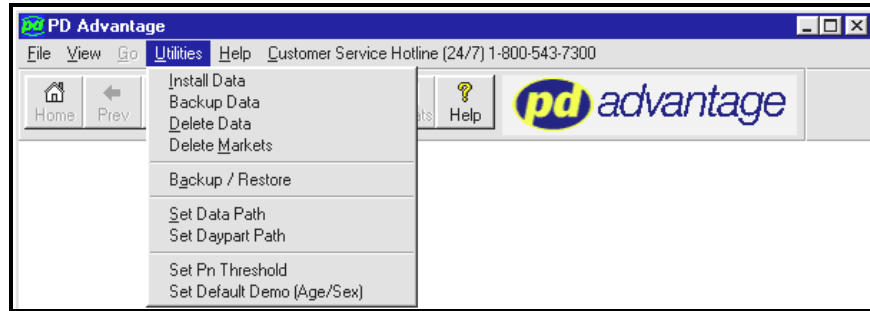 pd PD Advantage
File View Go Utilities Help Customer Service Hotline (24/7) 1-800-543-7300
Install Data
Backup Data
Delete Data
Delete Markets
Backup / Restore
Set Data Path
Set Daypart Path
Set Pn Threshold
Set Default Demo (Age/Sex)
Home Prev Help
pd advantage